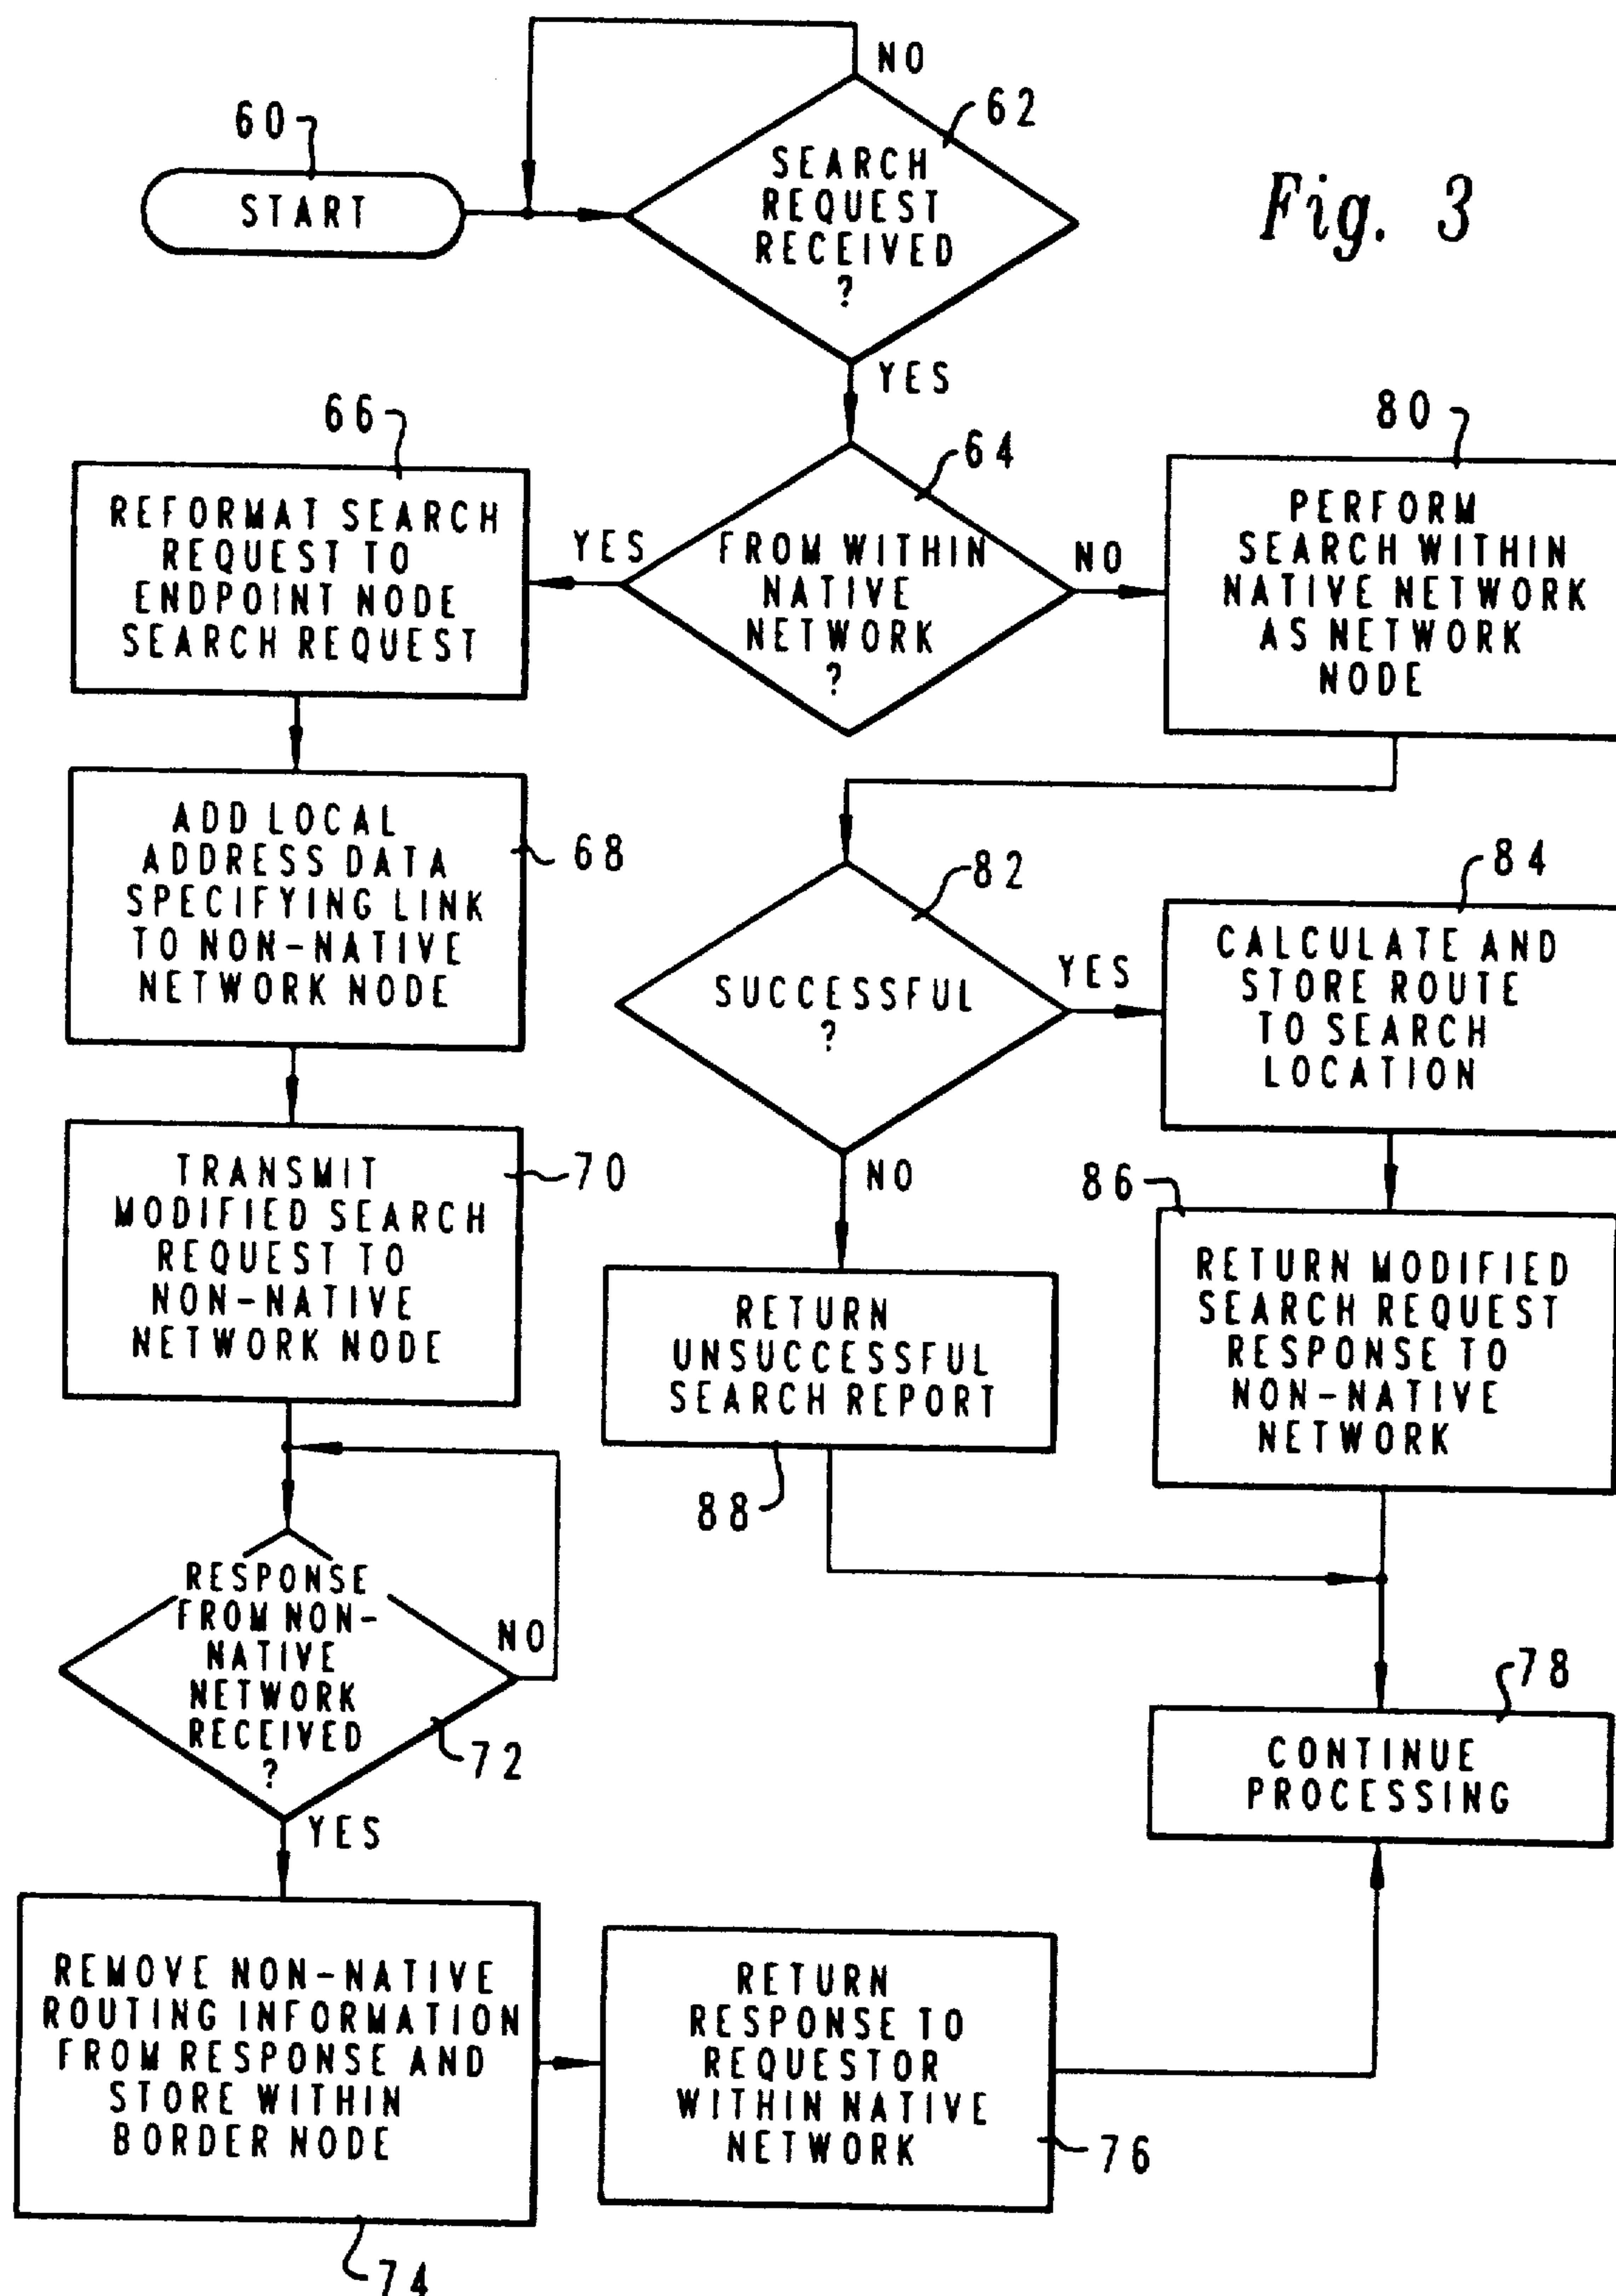 NO
60
62
START
SEARCH
REQUEST
RECEIVED
?
Fig. 3
YES
66
REFORMAT SEARCH
REQUEST TO
ENDPOINT NODE
SEARCH REQUEST
YES
64
FROM WITHIN
NATIVE
NETWORK
?
NO
80
PERFORM
SEARCH WITHIN
NATIVE NETWORK
AS NETWORK
NODE
ADD LOCAL
ADDRESS DATA
SPECIFYING LINK
TO NON-NATIVE
NETWORK NODE
68
82
SUCCESSFUL
?
YES
84
CALCULATE AND
STORE ROUTE
TO SEARCH
LOCATION
TRANSMIT
MODIFIED SEARCH
REQUEST TO
NON-NATIVE
NETWORK NODE
70
NO
86
RETURN MODIFIED
SEARCH REQUEST
RESPONSE TO
NON-NATIVE
NETWORK
RETURN
UNSUCCESSFUL
SEARCH REPORT
88
RESPONSE
FROM NON-
NATIVE
NETWORK
RECEIVED
?
NO
72
YES
78
CONTINUE
PROCESSING
REMOVE NON-NATIVE
ROUTING INFORMATION
FROM RESPONSE AND
STORE WITHIN
BORDER NODE
74
RETURN
RESPONSE TO
REQUESTOR
WITHIN NATIVE
NETWORK
76